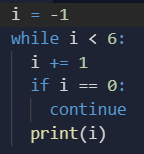 i = -1
while i < 6:
  i += 1
  if i == 0:
    continue
  print(i)